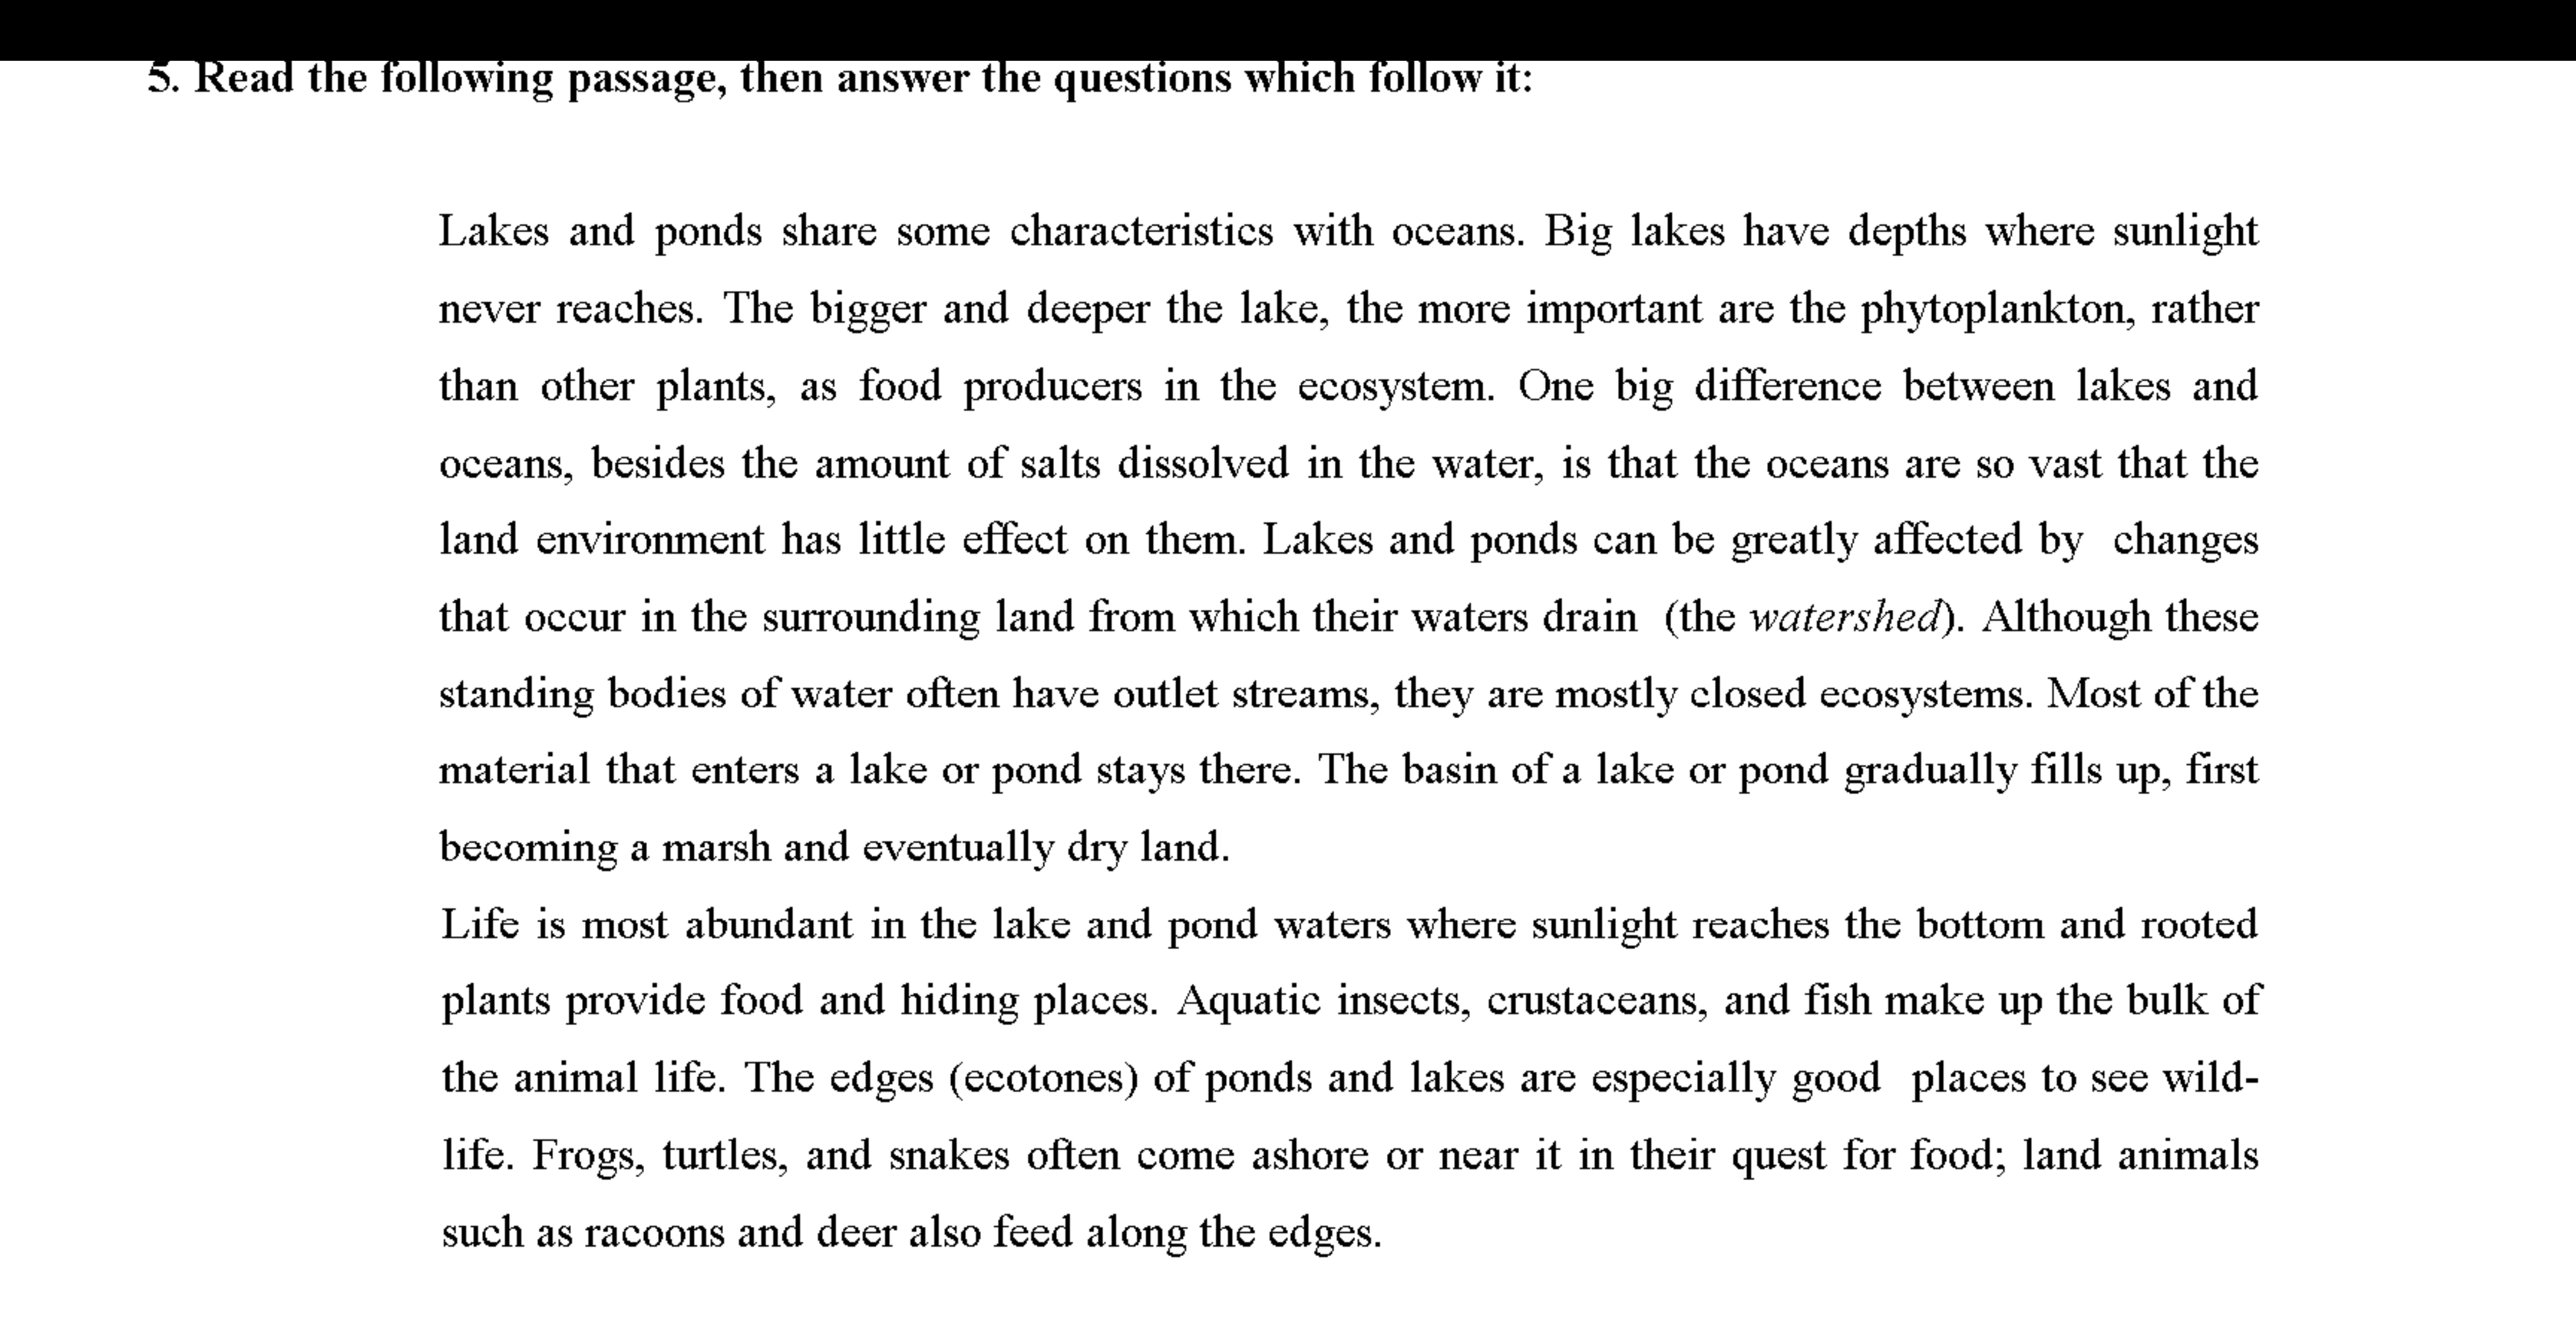 5. Read the following passage, then answer the questions which follow it:
Lakes and ponds share some characteristics with oceans. Big lakes have depths where sunlight
never reaches. The bigger and deeper the lake, the more important are the phytoplankton, rather
than other plants, as food producers in the ecosystem. One big difference between lakes and
oceans, besides the amount of salts dissolved in the water, is that the oceans are so vast that the
land environment has little effect on them. Lakes and ponds can be greatly affected by changes
that occur in the surrounding land from which their waters drain (the watershed). Although these
standing bodies of water often have outlet streams, they are mostly closed ecosystems. Most of the
material that enters a lake or pond stays there. The basin of a lake or pond gradually fills up, first
becoming a marsh and eventually dry land.
Life is most abundant in the lake and pond waters where sunlight reaches the bottom and rooted
plants provide food and hiding places. Aquatic insects, crustaceans, and fish make up the bulk of
the animal life. The edges (ecotones) of ponds and lakes are especially good places to see wild-
life. Frogs, turtles, and snakes often come ashore or near it in their quest for food; land animals
such as racoons and deer also feed along the edges.